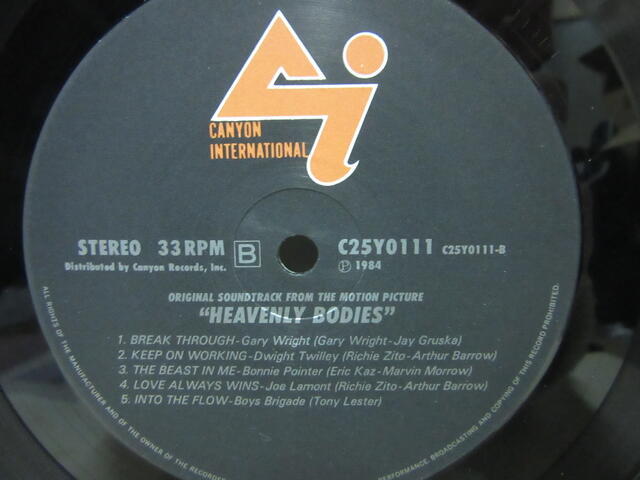 CANYON
INTERNATIONAL
STEREO 33 RPM B C25Y0111 C25Y0111-B
Distributed by Canyon Records, Inc. Ⓟ 1984
ORIGINAL SOUNDTRACK FROM THE MOTION PICTURE
"HEAVENLY BODIES"
1. BREAK THROUGH-Gary Wright (Gary Wright-Jay Gruska)
2. KEEP ON WORKING-Dwight Twilley (Richie Zito-Arthur Barrow)
3. THE BEAST IN ME-Bonnie Pointer (Eric Kaz-Marvin Morrow)
4. LOVE ALWAYS WINS-Joe Lamont (Richie Zito-Arthur Barrow)
5. INTO THE FLOW-Boys Brigade (Tony Lester)
ALL RIGHTS OF THE MANUFACTURER AND OF THE OWNER OF THE RECORDED
PERFORMANCE, BROADCASTING AND COPYING OF THIS RECORD PROHIBITED.